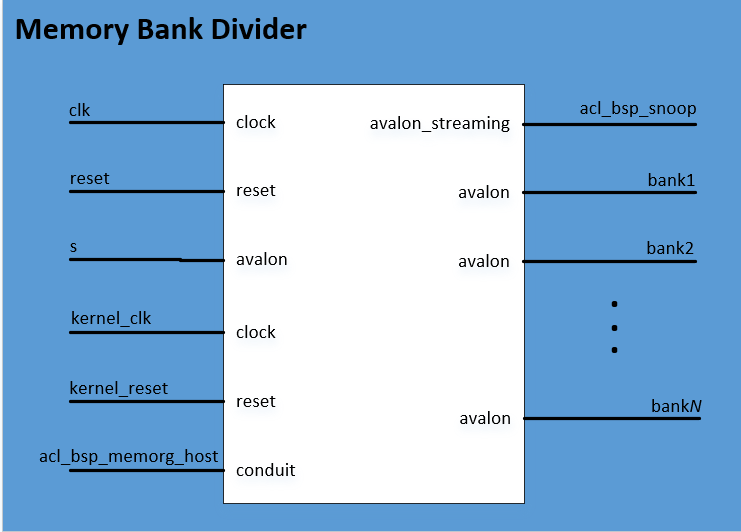 Memory Bank Divider
clk
clock
avalon_streaming
acl_bsp_snoop
reset
reset
avalon
bank1
s
avalon
avalon
bank2
kernel_clk
clock
kernel_reset
reset
avalon
bankN
acl_bsp_memorg_host
conduit